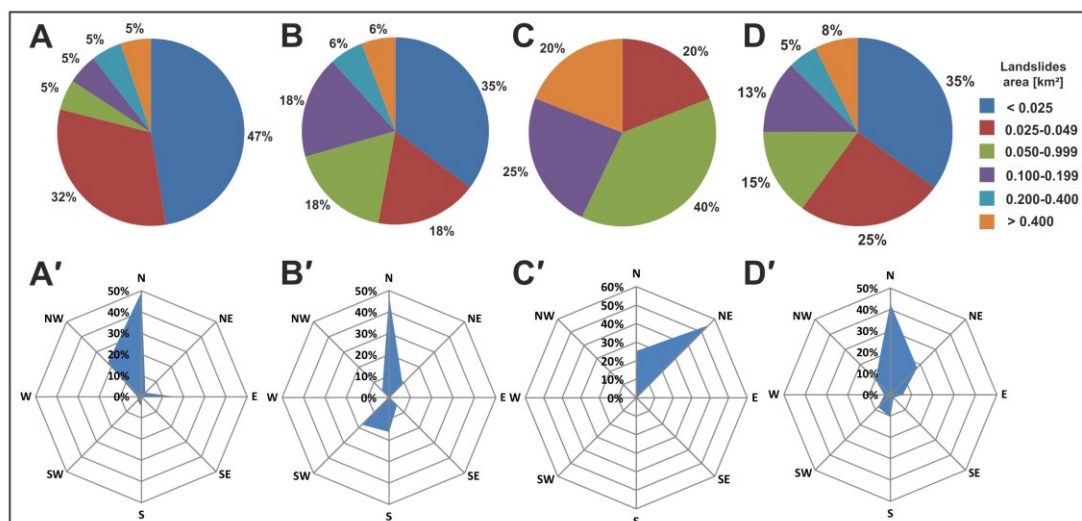 A
5%
5%
5%
5%
47%
32%
B
6%
6%
35%
18%
18%
18%
C
20%
20%
25%
40%
D
5%
8%
35%
13%
15%
25%
Landslides
area [km²]
< 0.025
0.025-0.049
0.050-0.999
0.100-0.199
0.200-0.400
> 0.400
A′
N
50%
NW
40%
NE
30%
20%
10%
W
0%
E
SW
SE
S
B′
N
50%
NW
40%
NE
30%
20%
10%
W
0%
E
SW
SE
S
C′
N
60%
50%
NW
40%
NE
30%
20%
10%
W
0%
E
SW
SE
S
D′
N
50%
NW
40%
NE
30%
20%
10%
W
0%
E
SW
SE
S